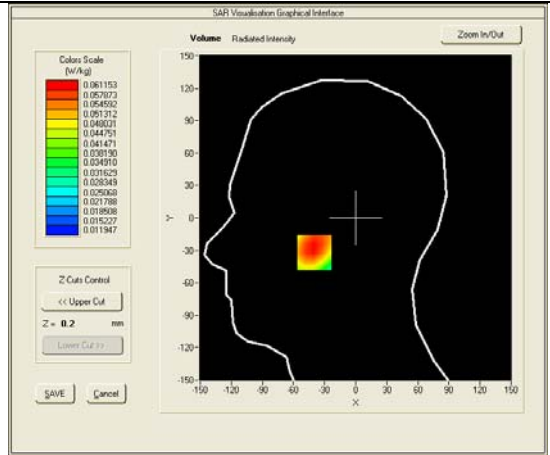 SAR Visualisation Graphical Interface
Volume Radiated Intensity
Zoom In/Out
Colors Scale
(W/kg)
0.061153
0.057873
0.054592
0.051312
0.048031
0.044751
0.041471
0.038190
0.034910
0.031629
0.028349
0.025068
0.021788
0.018508
0.015227
0.011947
Z Cuts Control
<< Upper Cut
Z = 0.2 mm
Lower Cut >>
SAVE
Cancel
150-
120-
90-
60-
30-
0-
-30-
-60-
-90-
-120-
-150-
Y
-150 -120 -90 -60 -30 0 30 60 90 120 150
X